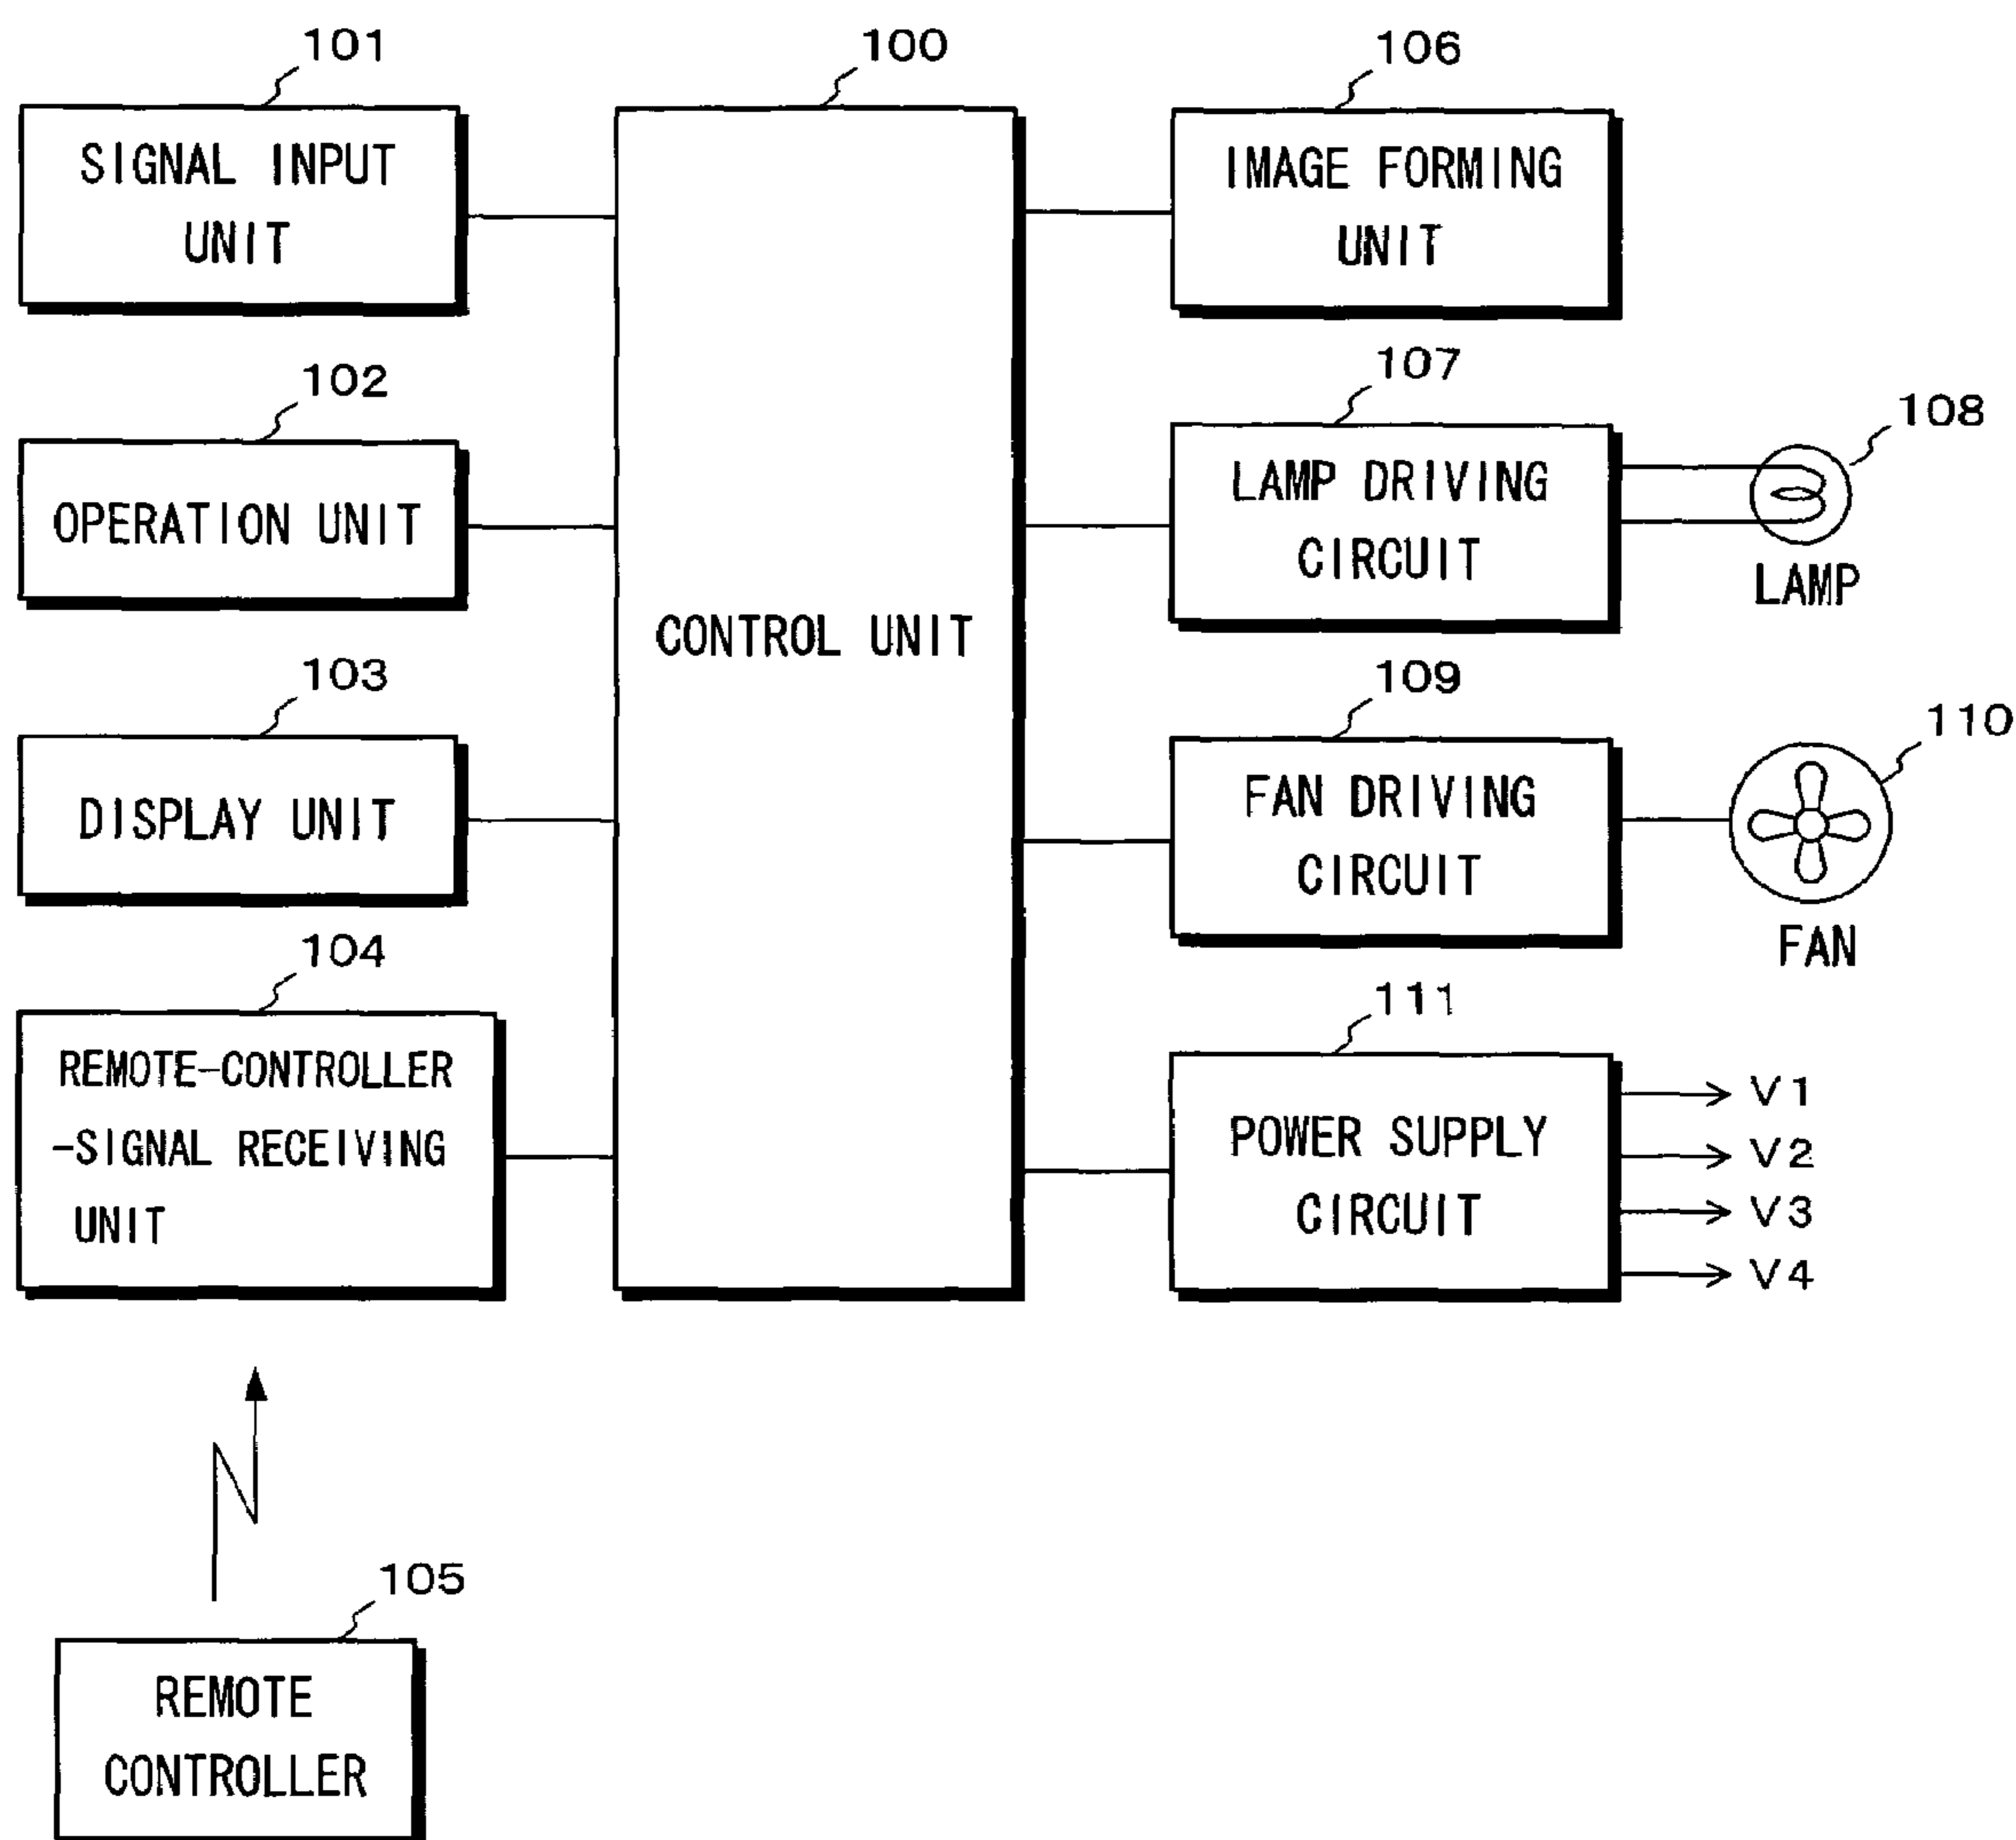 101
SIGNAL INPUT
UNIT
102
OPERATION UNIT
103
DISPLAY UNIT
104
REMOTE-CONTROLLER
-SIGNAL RECEIVING
UNIT
105
REMOTE
CONTROLLER
100
CONTROL UNIT
106
IMAGE FORMING
UNIT
107
LAMP DRIVING
CIRCUIT
108
LAMP
109
FAN DRIVING
CIRCUIT
110
FAN
111
POWER SUPPLY
CIRCUIT
V1
V2
V3
V4